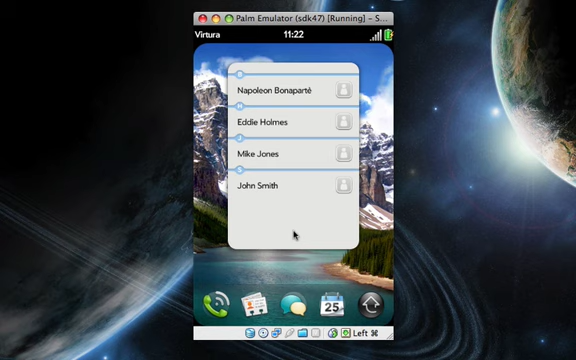 Palm Emulator (sdk47) [Running] – S...
Virtura
11:22
B
Napoleon Bonaparté
H
Eddie Holmes
J
Mike Jones
S
John Smith
25
Left ⌘